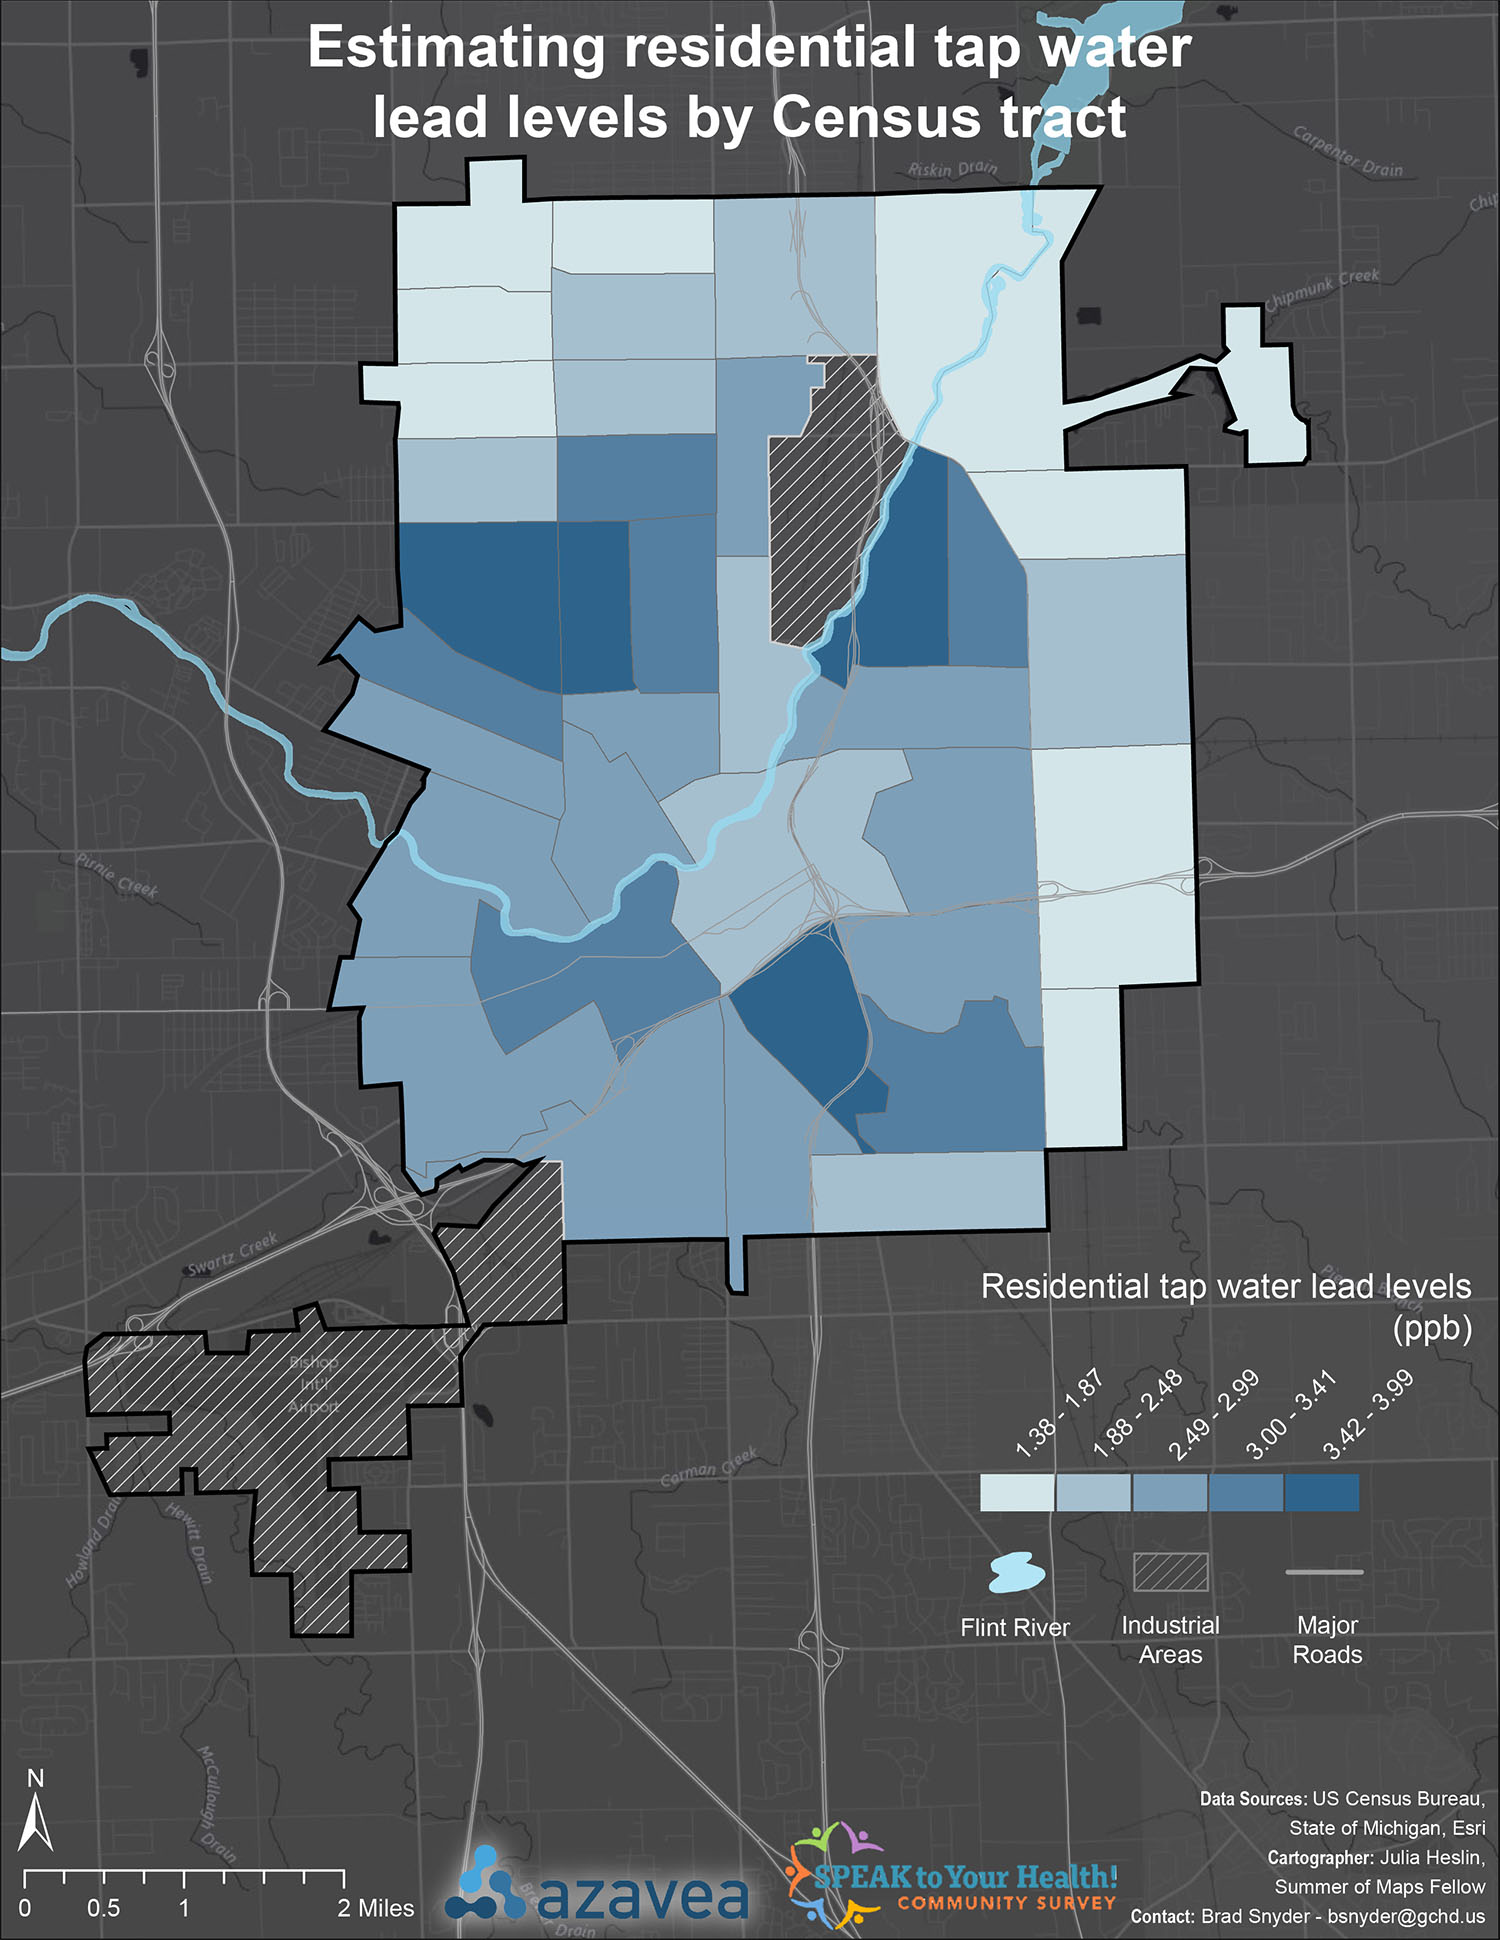 Estimating residential tap water
lead levels by Census tract
Riskin Drain
Carpenter Drain
Chipmunk Creek
Pirnie Creek
Swartz Creek
Bishop
Int'l
Airport
Carman Creek
Howland Drain
Hewitt Drain
McCullough Drain
Drain
Residential tap water lead levels
(ppb)
1.38 - 1.87
1.88 - 2.48
2.49 - 2.99
3.00 - 3.41
3.42 - 3.99
Flint River
Industrial
Areas
Major
Roads
N
0 0.5 1 2 Miles
azavea
SPEAK to Your Health!
COMMUNITY SURVEY
Data Sources: US Census Bureau,
State of Michigan, Esri
Cartographer: Julia Heslin,
Summer of Maps Fellow
Contact: Brad Snyder - bsnyder@gchd.us